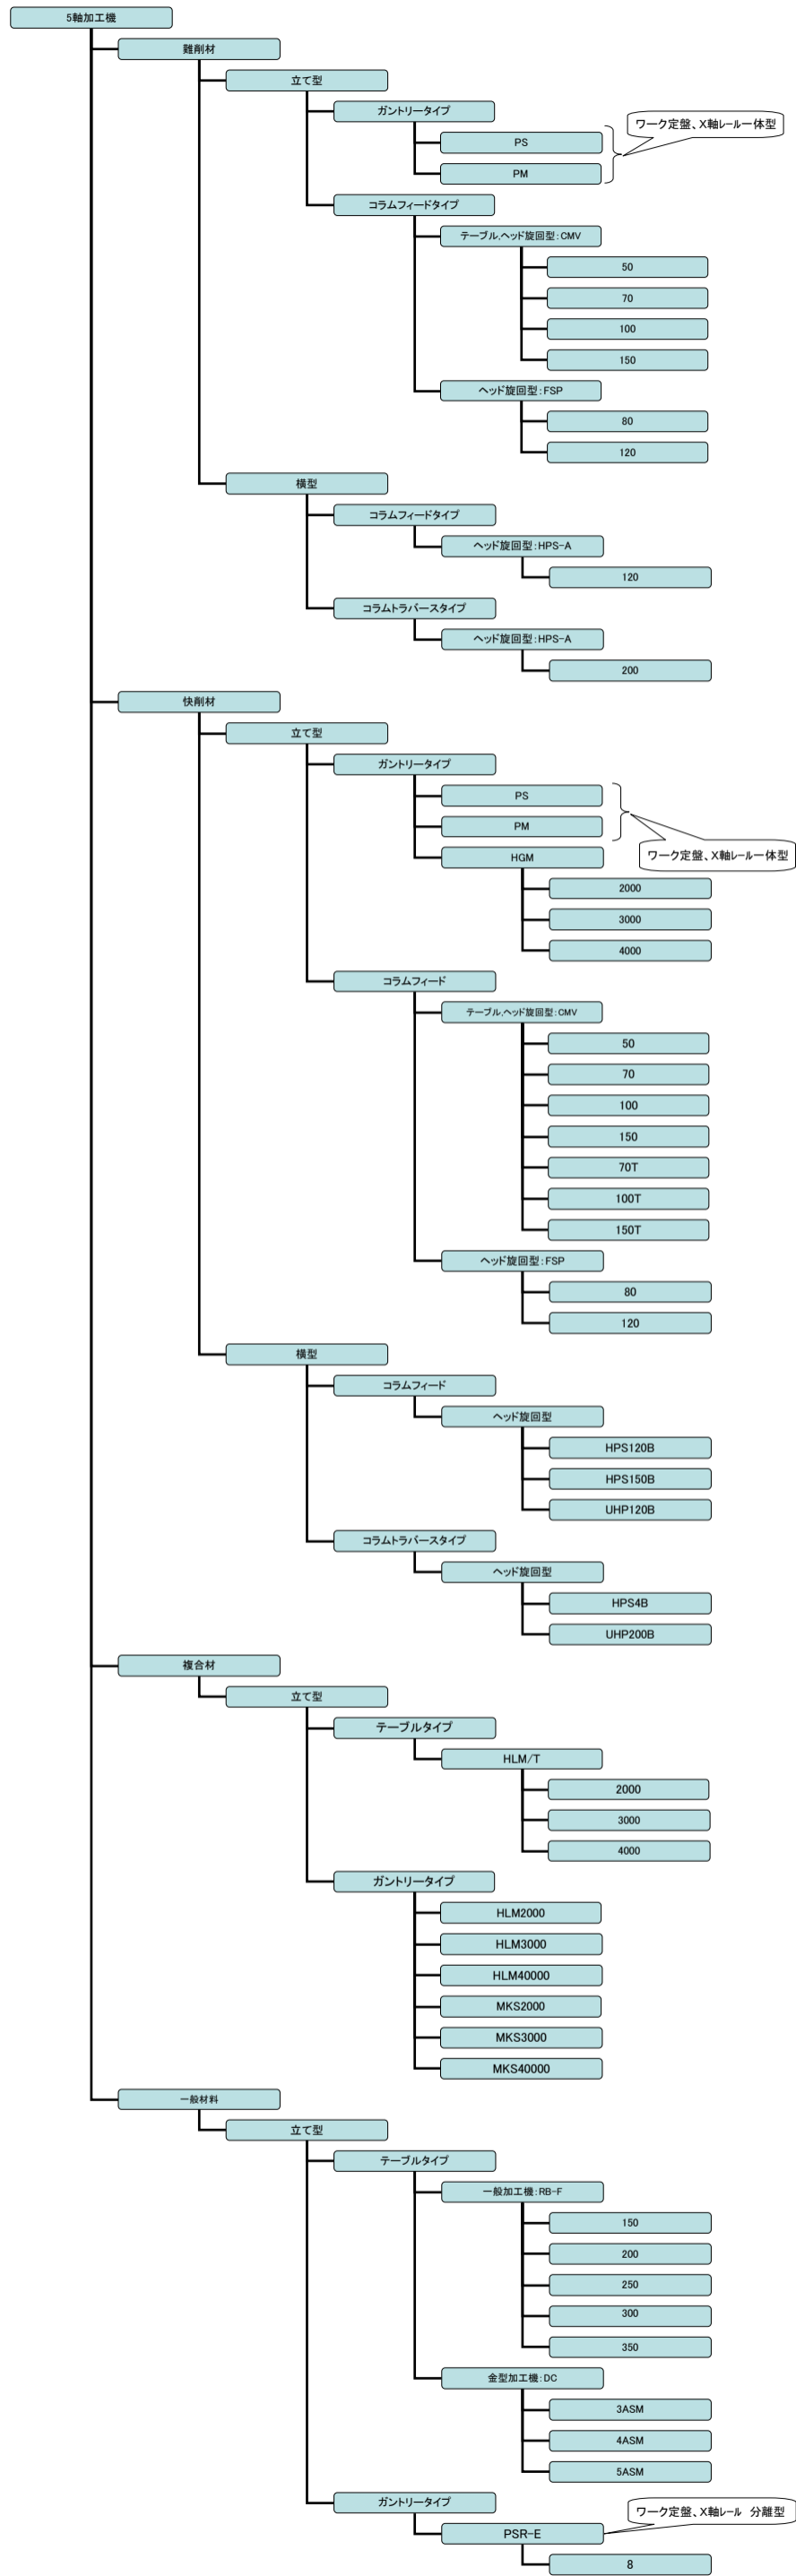 5軸加工機
難削材
立て型
ガントリータイプ
ワーク定盤、X軸レール一体型
PS
PM
コラムフィードタイプ
テーブル,ヘッド旋回型:CMV
50
70
100
150
ヘッド旋回型:FSP
80
120
横型
コラムフィードタイプ
ヘッド旋回型:HPS-A
120
コラムトラバースタイプ
ヘッド旋回型:HPS-A
200
快削材
立て型
ガントリータイプ
PS
PM
ワーク定盤、X軸レール一体型
HGM
2000
3000
4000
コラムフィード
テーブル,ヘッド旋回型:CMV
50
70
100
150
70T
100T
150T
ヘッド旋回型:FSP
80
120
横型
コラムフィード
ヘッド旋回型
HPS120B
HPS150B
UHP120B
コラムトラバースタイプ
ヘッド旋回型
HPS4B
UHP200B
複合材
立て型
テーブルタイプ
HLM/T
2000
3000
4000
ガントリータイプ
HLM2000
HLM3000
HLM40000
MKS2000
MKS3000
MKS40000
一般材料
立て型
テーブルタイプ
一般加工機:RB-F
150
200
250
300
350
金型加工機:DC
3ASM
4ASM
5ASM
ガントリータイプ
ワーク定盤、X軸レール 分離型
PSR-E
8